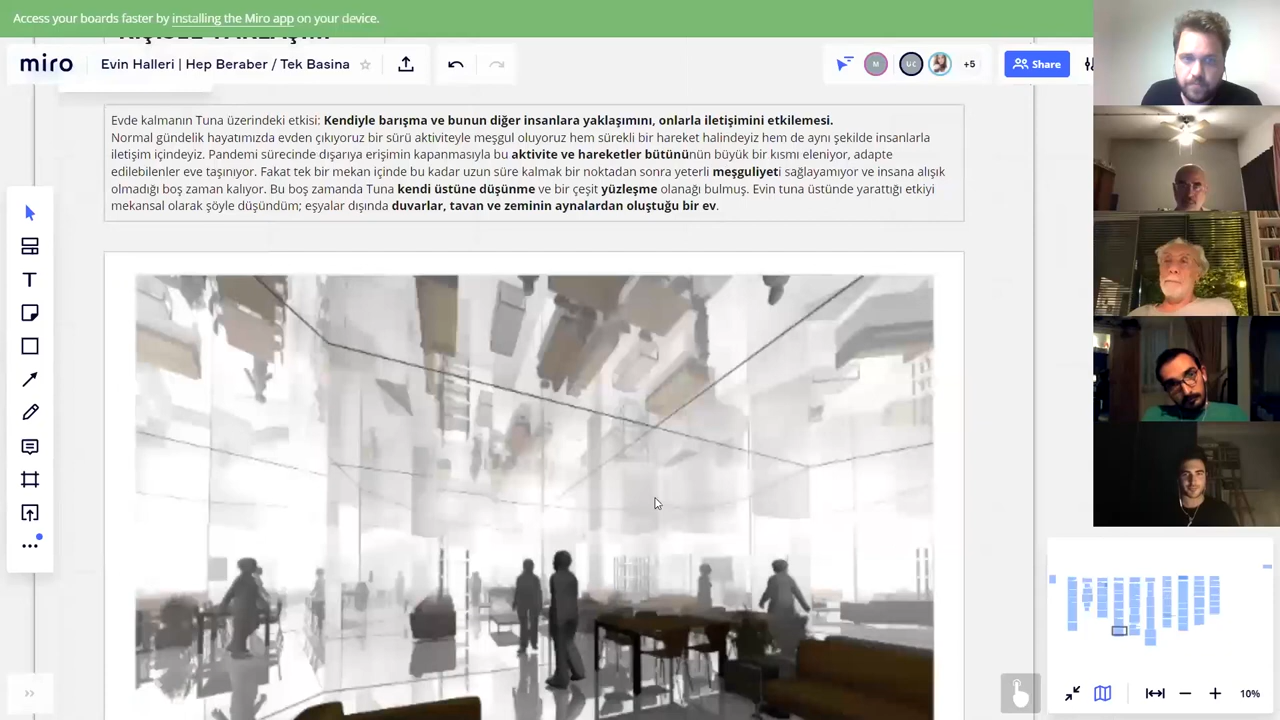 Access your boards faster by installing the Miro app on your device.
miro
Evin Halleri | Hep Beraber / Tek Basina
M
UC
+5
Share
Evde kalmanın Tuna üzerindeki etkisi: Kendiyle barışma ve bunun diğer insanlara yaklaşımını, onlarla iletişimini etkilemesi.
Normal gündelik hayatımızda evden çıkıyoruz bir sürü aktiviteyle meşgul oluyoruz hem sürekli bir hareket halindeyiz hem de aynı şekilde insanlarla
iletişim içindeyiz. Pandemi sürecinde dışarıya erişimin kapanmasıyla bu aktivite ve hareketler bütününün büyük bir kısmı eleniyor, adapte
edilebilenler eve taşınıyor. Fakat tek bir mekan içinde bu kadar uzun süre kalmak bir noktadan sonra yeterli meşguliyeti sağlayamıyor ve insana alışık
olmadığı boş zaman kalıyor. Bu boş zamanda Tuna kendi üstüne düşünme ve bir çeşit yüzleşme olanağı bulmuş. Evin tuna üstünde yarattığı etkiyi
mekansal olarak şöyle düşündüm; eşyalar dışında duvarlar, tavan ve zeminin aynalardan oluştuğu bir ev.
10%